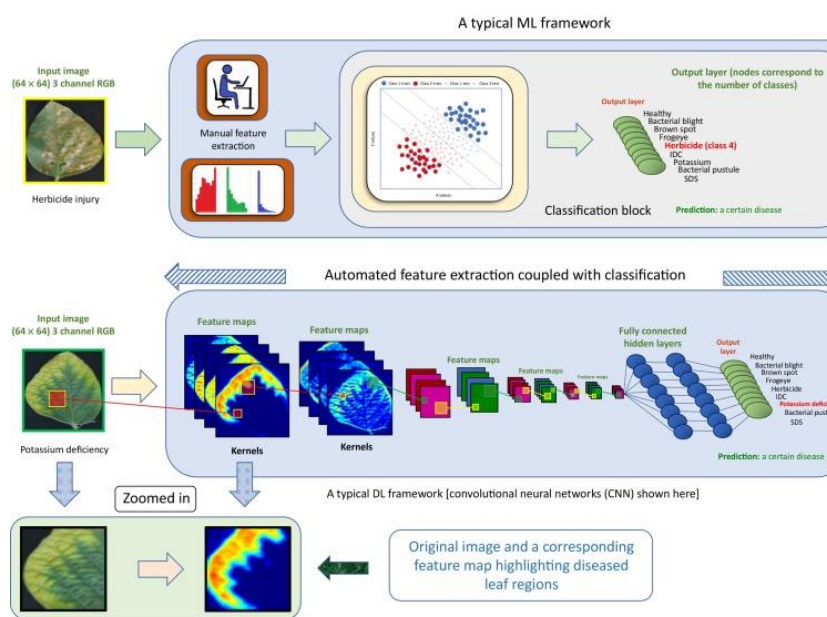 A typical ML framework
Input image
(64 × 64) 3 channel RGB
Herbicide injury
Manual feature
extraction
X values
Classification block
Output layer (nodes correspond to
the number of classes)
Output layer
Healthy
Bacterial blight
Brown spot
Frogeye
Herbicide (class 4)
IDC
Potassium
Bacterial pustule
SDS
Prediction: a certain disease
Automated feature extraction coupled with classification
Input image
(64 × 64) 3 channel RGB
Potassium deficiency
Feature maps
Kernels
Feature maps
Kernels
Feature maps
Feature maps
Feature maps
Fully connected
hidden layers
Output
layer
Healthy
Bacterial blight
Brown spot
Frogeye
Herbicide
IDC
Potassium defici
Bacterial pust
SDS
Prediction: a certain disease
Zoomed in
A typical DL framework [convolutional neural networks (CNN) shown here]
Original image and a corresponding
feature map highlighting diseased
leaf regions